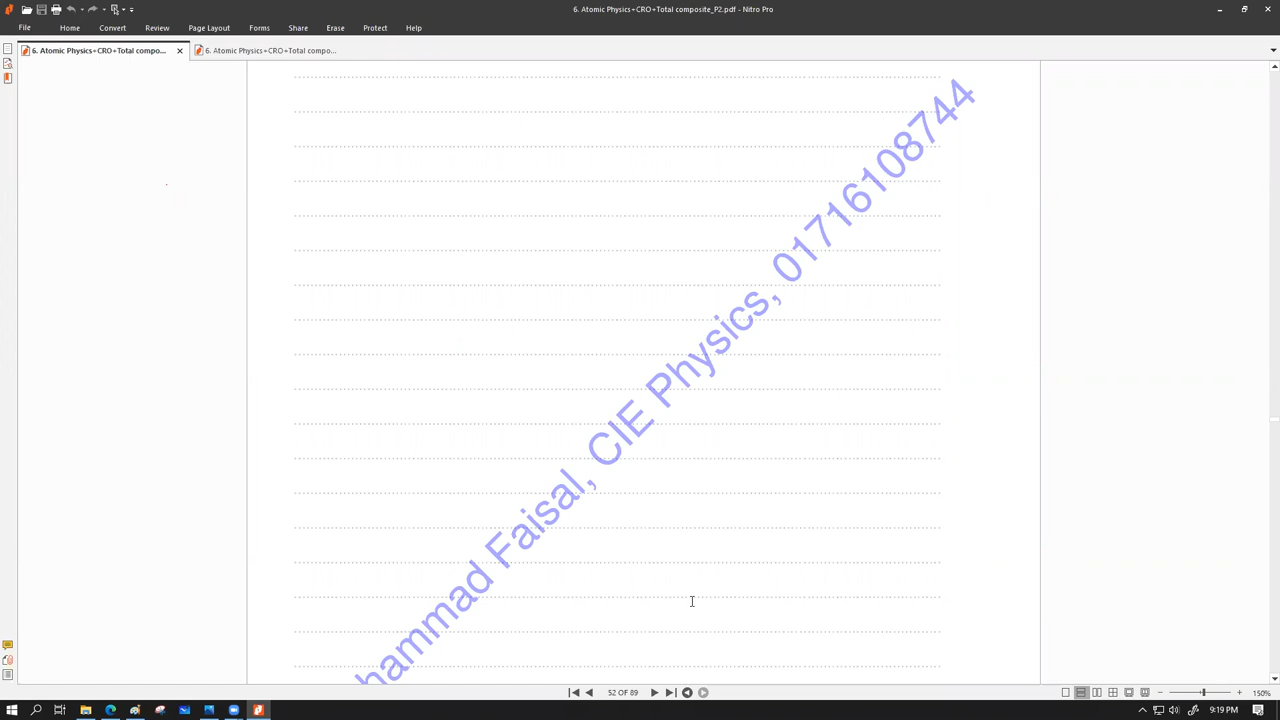 6. Atomic Physics+CRO+Total composite_P2.pdf - Nitro Pro
File Home Convert Review Page Layout Forms Share Erase Protect Help
6. Atomic Physics+CRO+Total compo... 6. Atomic Physics+CRO+Total compo...
hammad Faisal, CIE Physics, 01716108744
52 OF 89
150%
9:19 PM